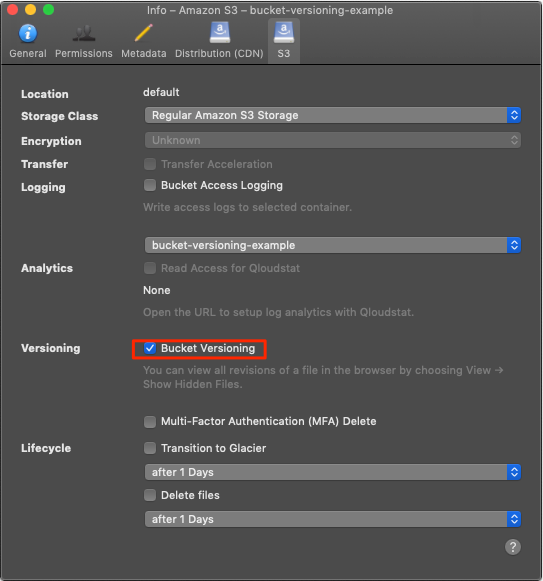 Info – Amazon S3 – bucket-versioning-example
General Permissions Metadata Distribution (CDN) S3
Location default
Storage Class Regular Amazon S3 Storage
Encryption Unknown
Transfer Transfer Acceleration
Logging Bucket Access Logging
Write access logs to selected container.
bucket-versioning-example
Analytics Read Access for Qloudstat
None
Open the URL to setup log analytics with Qloudstat.
Versioning Bucket Versioning
You can view all revisions of a file in the browser by choosing View →
Show Hidden Files.
Multi-Factor Authentication (MFA) Delete
Lifecycle Transition to Glacier
after 1 Days
Delete files
after 1 Days
?